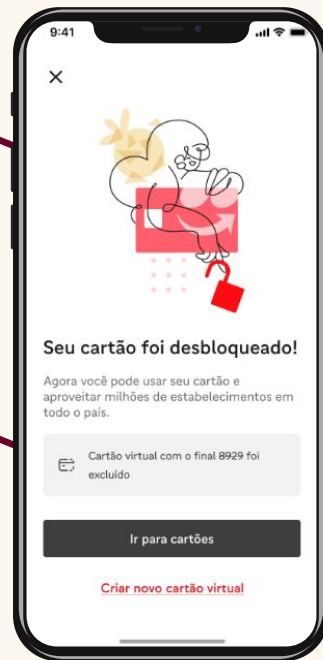 9:41
Seu cartão foi desbloqueado!
Agora você pode usar seu cartão e
aproveitar milhões de estabelecimentos em
todo o país.
Cartão virtual com o final 8929 foi
excluído
Ir para cartões
Criar novo cartão virtual